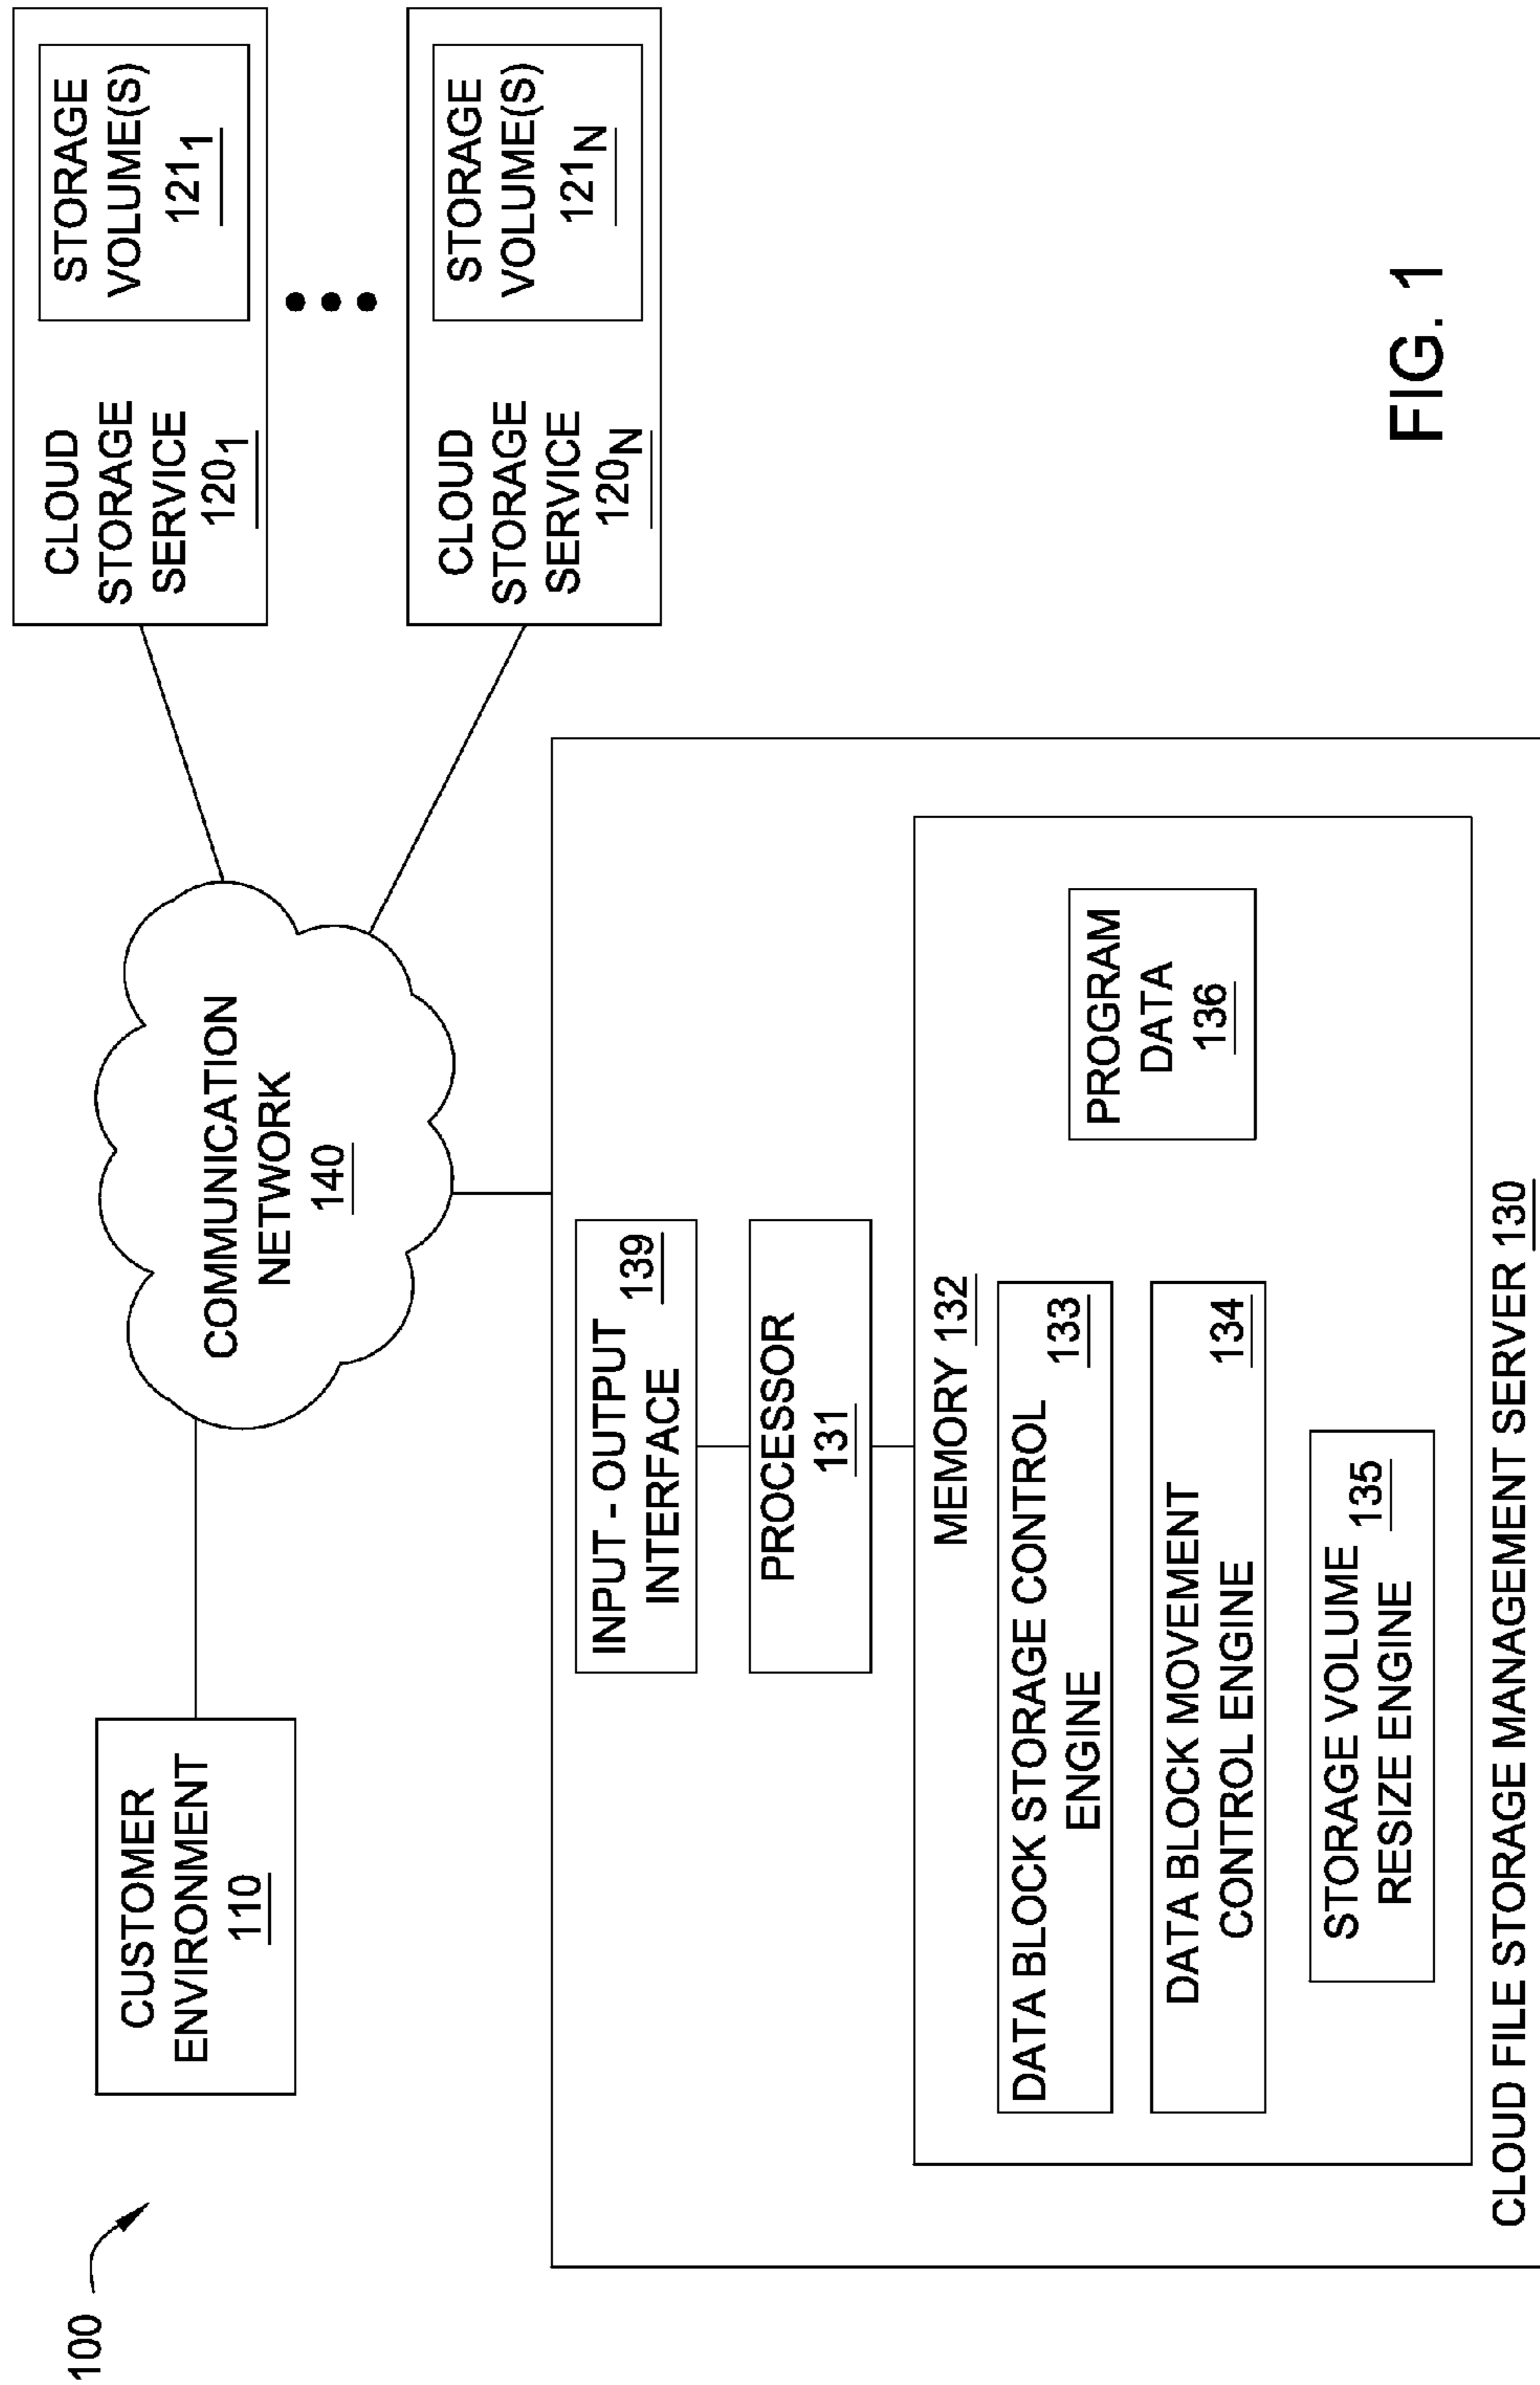 100
CUSTOMER
ENVIRONMENT
110
COMMUNICATION
NETWORK
140
CLOUD
STORAGE
SERVICE
120₁
STORAGE
VOLUME(S)
121₁
CLOUD
STORAGE
SERVICE
120N
STORAGE
VOLUME(S)
121N
INPUT - OUTPUT
INTERFACE 139
PROCESSOR
131
MEMORY 132
DATA BLOCK STORAGE CONTROL
ENGINE 133
DATA BLOCK MOVEMENT
CONTROL ENGINE 134
STORAGE VOLUME
RESIZE ENGINE 135
PROGRAM
DATA
136
CLOUD FILE STORAGE MANAGEMENT SERVER 130
FIG. 1